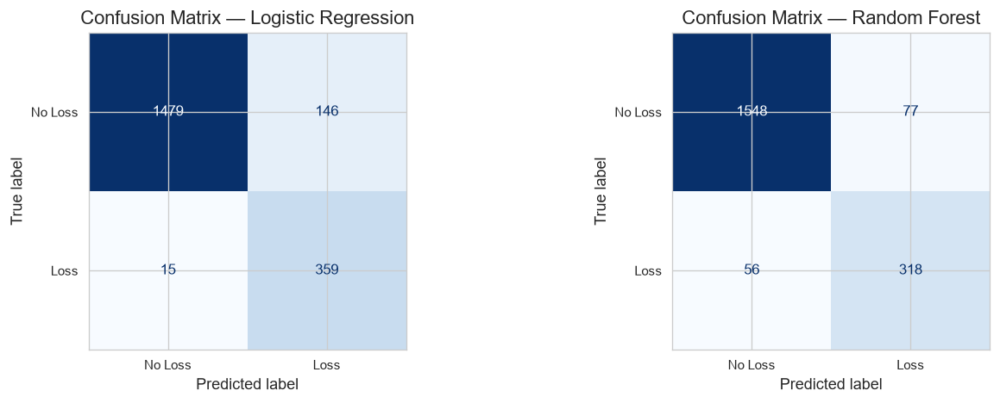 Confusion Matrix — Logistic Regression
True label
No Loss
1479 146
Loss
15 359
No Loss Loss
Predicted label
Confusion Matrix — Random Forest
True label
No Loss
1548 77
Loss
56 318
No Loss Loss
Predicted label